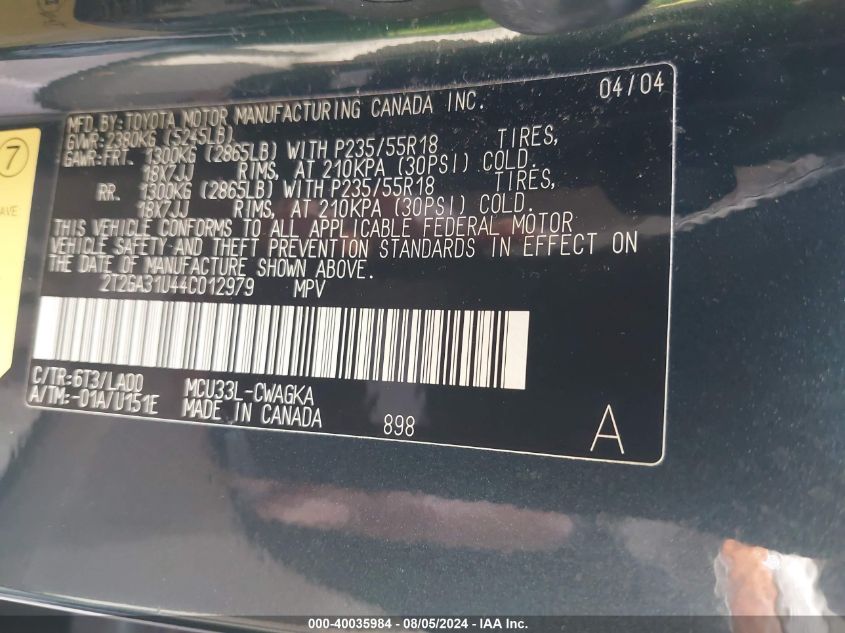 04/04
MFD.BY:TOYOTA MOTOR MANUFACTURING CANADA INC.
GVWR:2380KG (5245LB)
GAWR:FRT. 1300KG (2865LB) WITH P235/55R18 TIRES,
18X7JJ RIMS, AT 210KPA (30PSI) COLD.
RR. 1300KG (2865LB) WITH P235/55R18 TIRES,
18X7JJ RIMS, AT 210KPA (30PSI) COLD.
THIS VEHICLE CONFORMS TO ALL APPLICABLE FEDERAL MOTOR
VEHICLE SAFETY AND THEFT PREVENTION STANDARDS IN EFFECT ON
THE DATE OF MANUFACTURE SHOWN ABOVE.
2T2GA31U44C012979 MPV
C/TR:6T3/LA00 MCU33L-CWAGKA
A/TM:-01A/U151E MADE IN CANADA
898
A
7
AVE
000-40035984 - 08/05/2024 - IAA Inc.